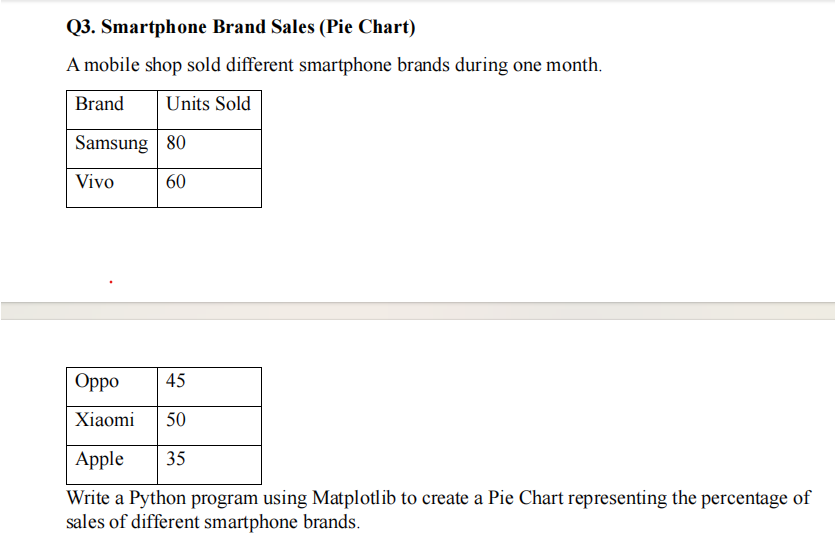 Q3. Smartphone Brand Sales (Pie Chart)
A mobile shop sold different smartphone brands during one month.
Brand Units Sold
Samsung 80
Vivo 60
Oppo 45
Xiaomi 50
Apple 35
Write a Python program using Matplotlib to create a Pie Chart representing the percentage of
sales of different smartphone brands.